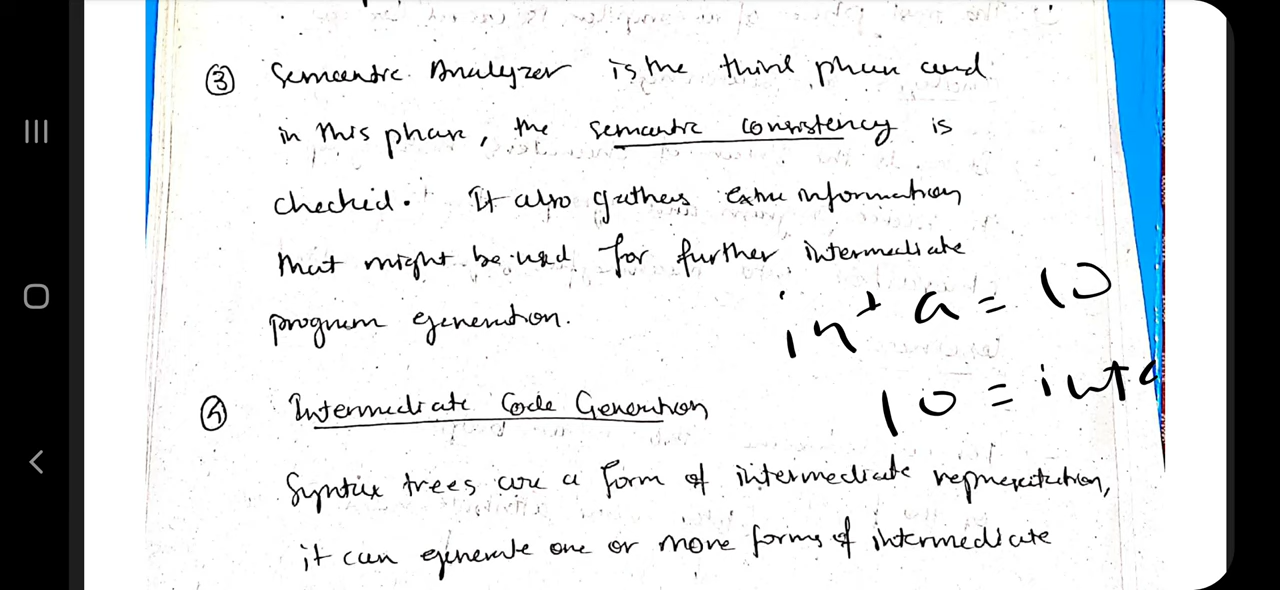 ③ Semantic Analyzer is the third phase and
in this phase, the semantic consistency is
checked. It also gathers extra information
that might be used for further intermediate
program generation.
int a = 10
10 = int a
④ Intermediate Code Generation
Syntax trees are a form of intermediate representation,
it can generate one or more forms of intermediate